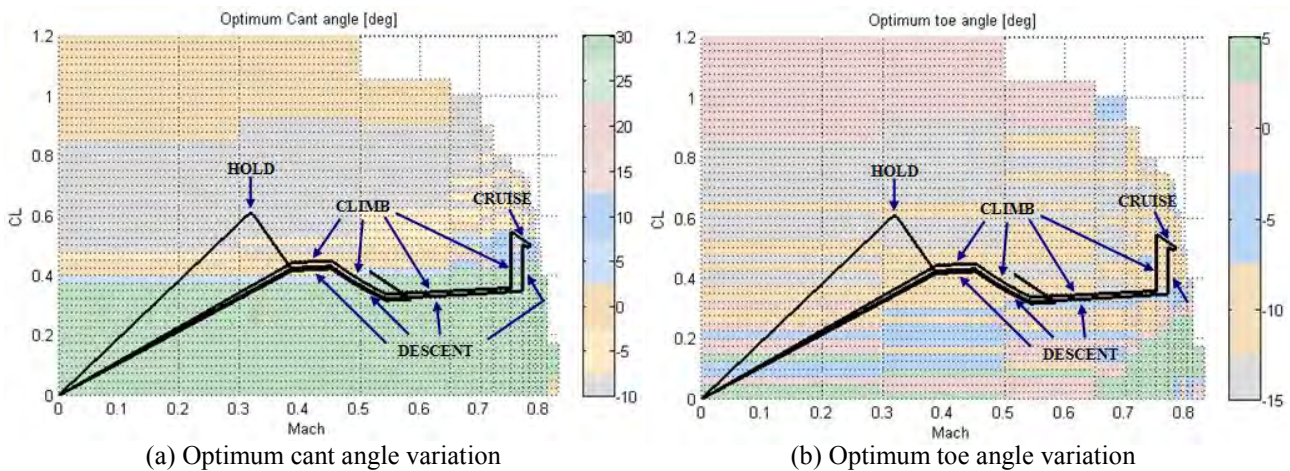 Optimum Cant angle [deg]
1.2
1
0.8
0.6
0.4
0.2
0
CL
HOLD
CLIMB
CRUISE
DESCENT
0 0.1 0.2 0.3 0.4 0.5 0.6 0.7 0.8
Mach
30
25
20
15
10
5
0
-5
-10
(a) Optimum cant angle variation
Optimum toe angle [deg]
1.2
1
0.8
0.6
0.4
0.2
0
CL
HOLD
CLIMB
CRUISE
DESCENT
0 0.1 0.2 0.3 0.4 0.5 0.6 0.7 0.8
Mach
5
0
-5
-10
-15
(b) Optimum toe angle variation